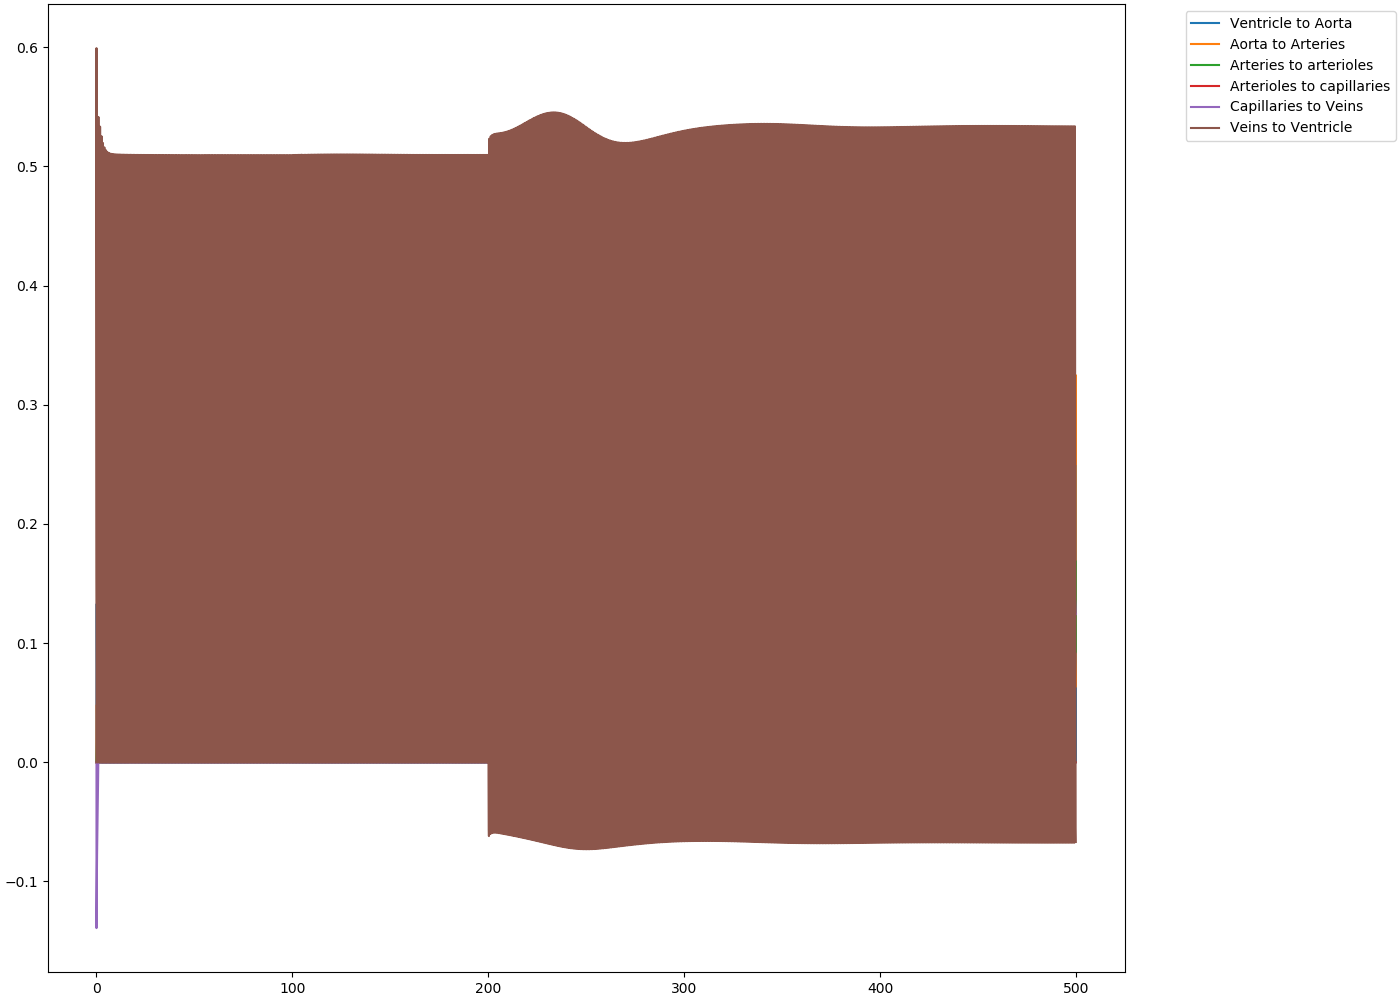 Ventricle to Aorta
Aorta to Arteries
Arteries to arterioles
Arterioles to capillaries
Capillaries to Veins
Veins to Ventricle
0.6
0.5
0.4
0.3
0.2
0.1
0.0
−0.1
0 100 200 300 400 500